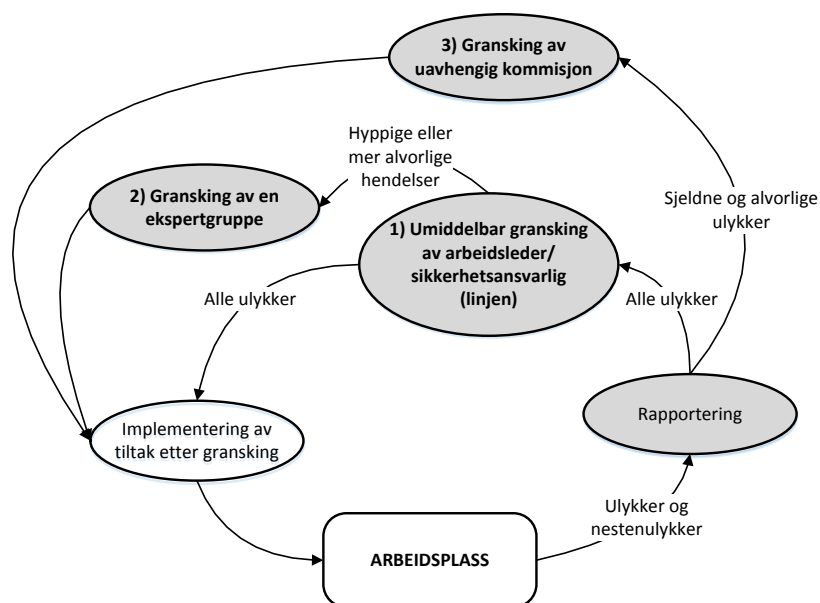 3) Gransking av
uavhengig kommisjon
Hyppige eller
mer alvorlige
hendelser
2) Gransking av en
ekspertgruppe
Sjeldne og alvorlige
ulykker
1) Umiddelbar gransking
av arbeidsleder/
sikkerhetsansvarlig
(linjen)
Alle ulykker
Alle ulykker
Rapportering
Implementering av
tiltak etter gransking
Ulykker og
nestenulykker
ARBEIDSPLASS